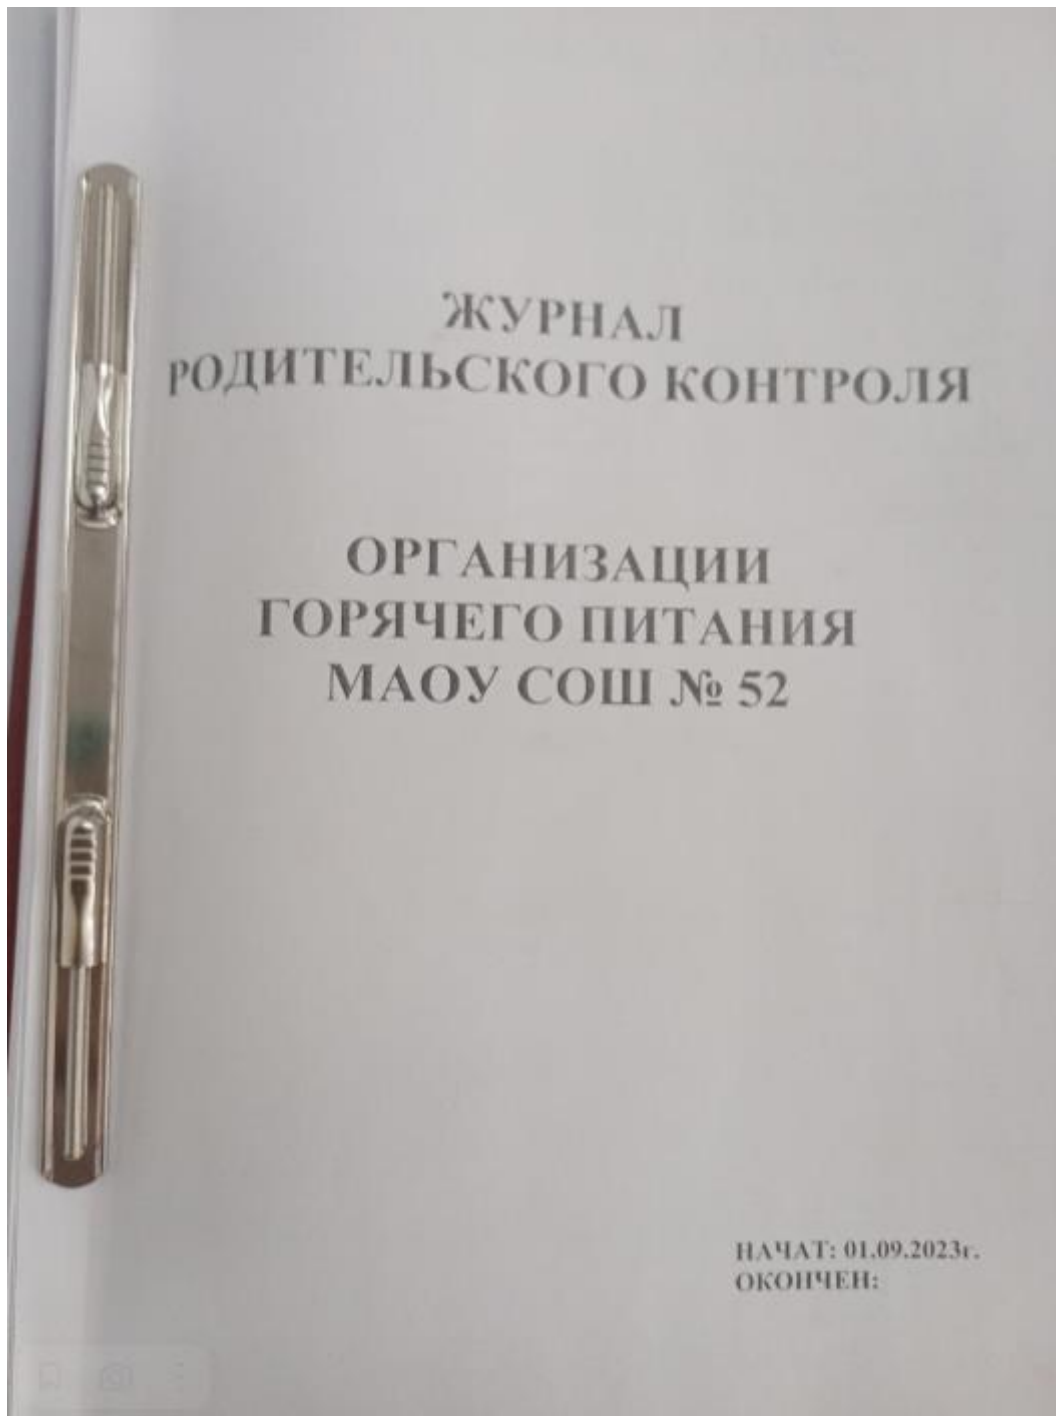 ЖУРНАЛ
РОДИТЕЛЬСКОГО КОНТРОЛЯ
ОРГАНИЗАЦИИ
ГОРЯЧЕГО ПИТАНИЯ
МАОУ СОШ № 52
НАЧАТ: 01.09.2023г.
ОКОНЧЕН: